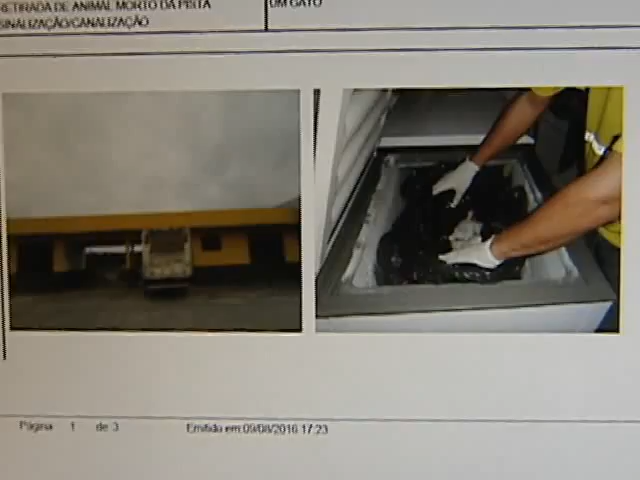 RETIRADA DE ANIMAL MORTO DA PISTA
UM GATO
SINALIZAÇÃO/CANALIZAÇÃO
Página 1 de 3
Emitido em:09/08/2016 17:23